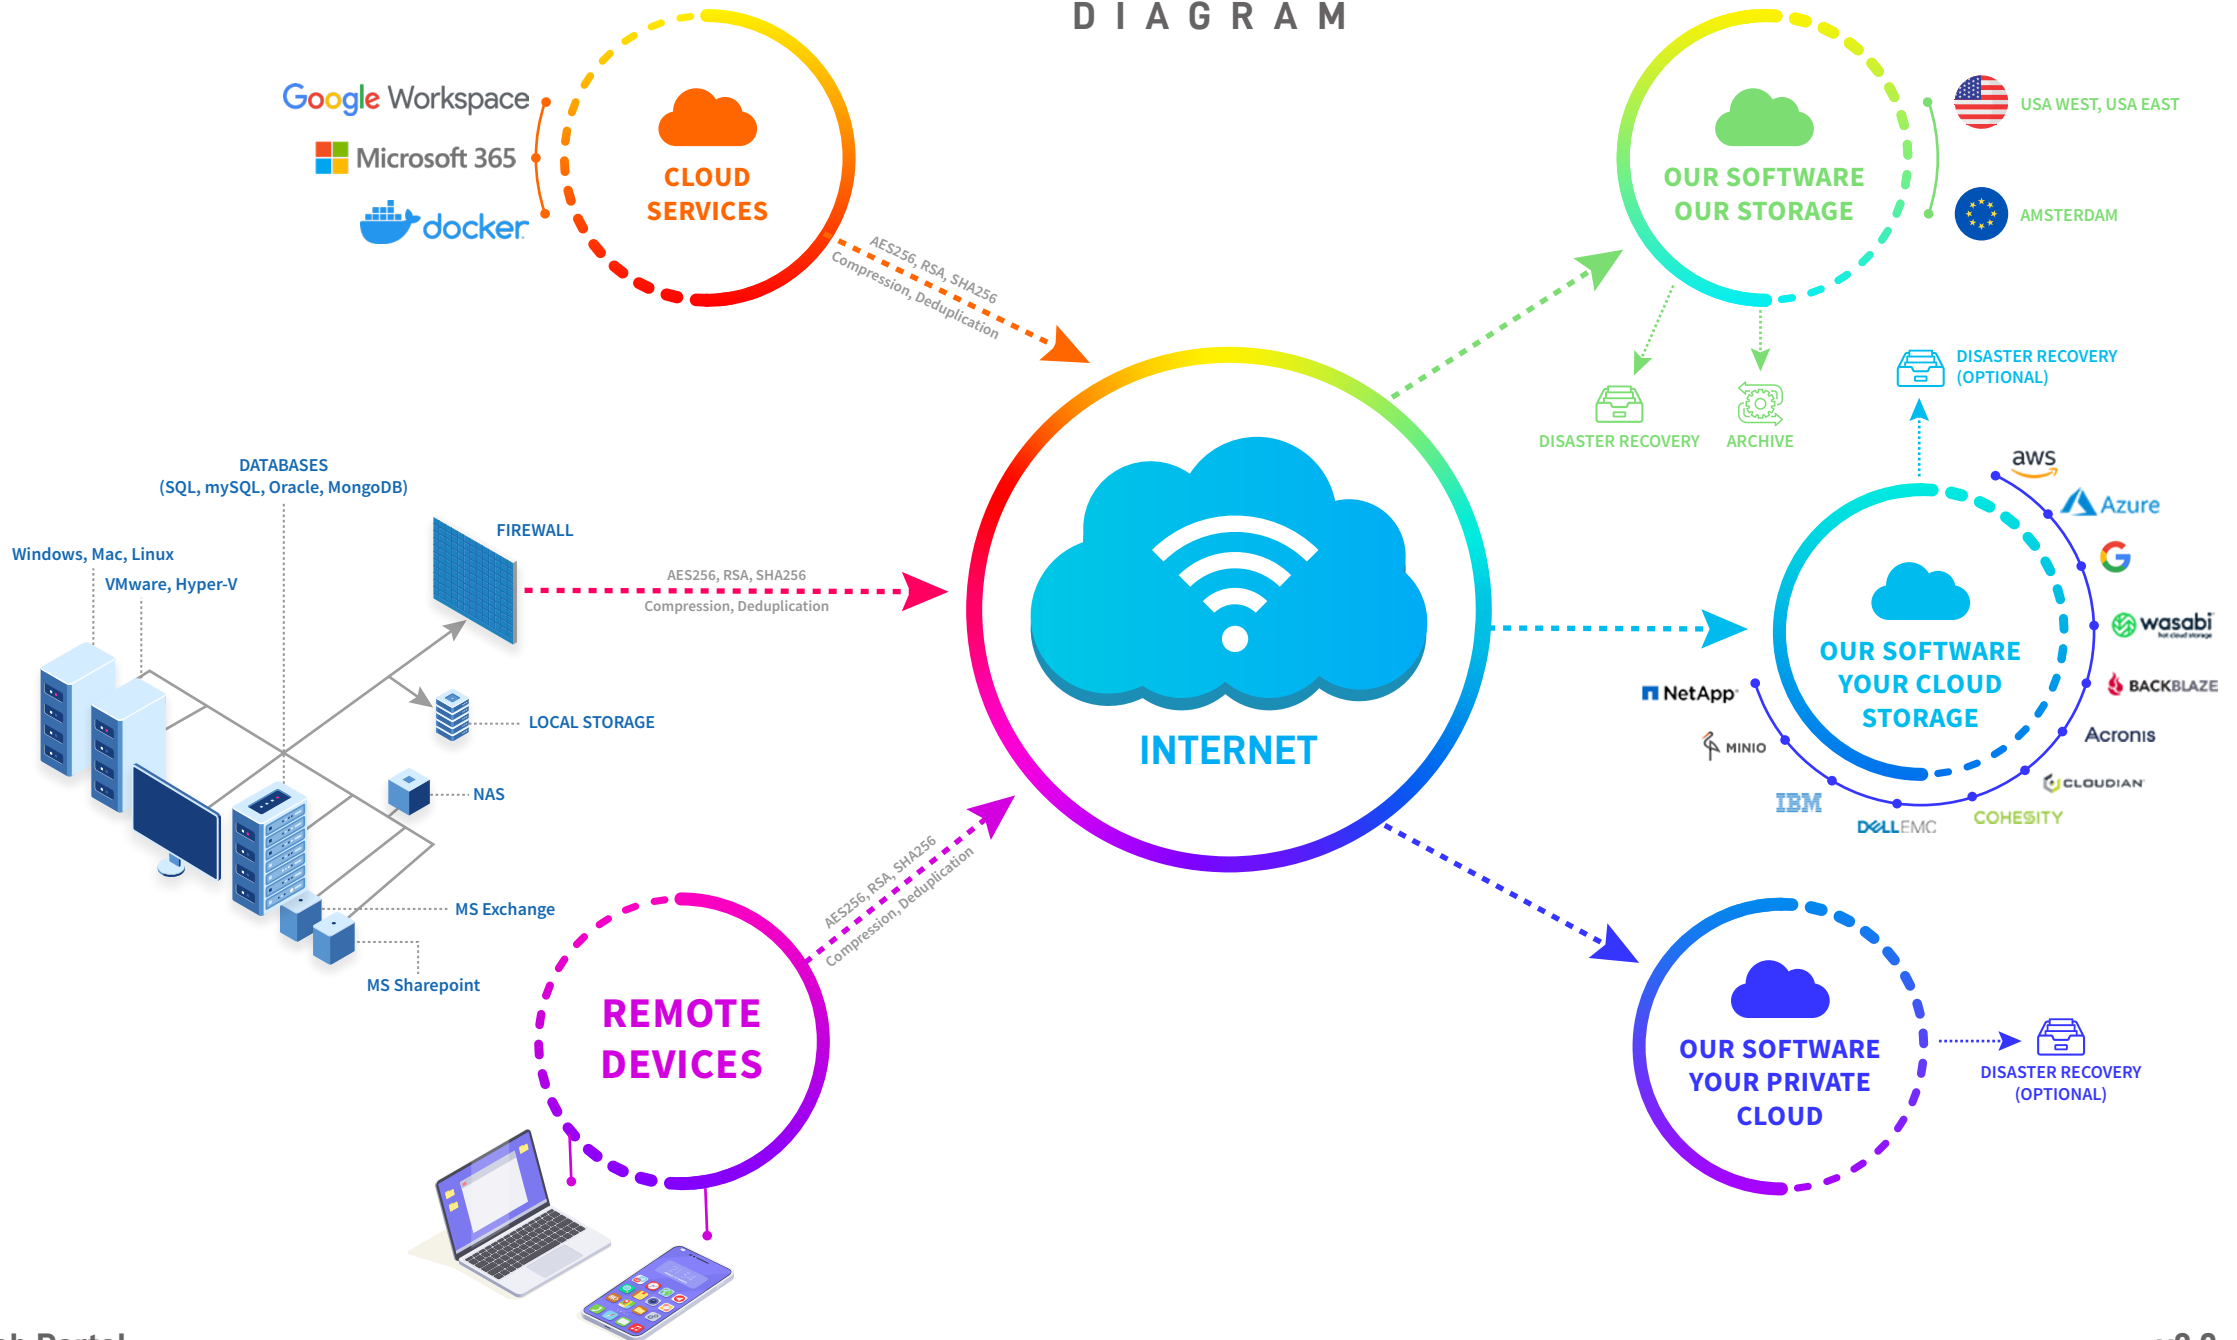 DIAGRAM
Google Workspace
Microsoft 365
docker
CLOUD
SERVICES
AES256, RSA, SHA256
Compression, Deduplication
OUR SOFTWARE
OUR STORAGE
USA WEST, USA EAST
AMSTERDAM
DISASTER RECOVERY
ARCHIVE
DISASTER RECOVERY
(OPTIONAL)
DATABASES
(SQL, mySQL, Oracle, MongoDB)
Windows, Mac, Linux
VMware, Hyper-V
FIREWALL
AES256, RSA, SHA256
Compression, Deduplication
LOCAL STORAGE
NAS
MS Exchange
MS Sharepoint
INTERNET
aws
Azure
G
wasabi
hot cloud storage
BACKBLAZE
Acronis
CLOUDIAN
COHESITY
DELLEMC
IBM
MINIO
NetApp
OUR SOFTWARE
YOUR CLOUD
STORAGE
AES256, RSA, SHA256
Compression, Deduplication
REMOTE
DEVICES
OUR SOFTWARE
YOUR PRIVATE
CLOUD
DISASTER RECOVERY
(OPTIONAL)
Portal